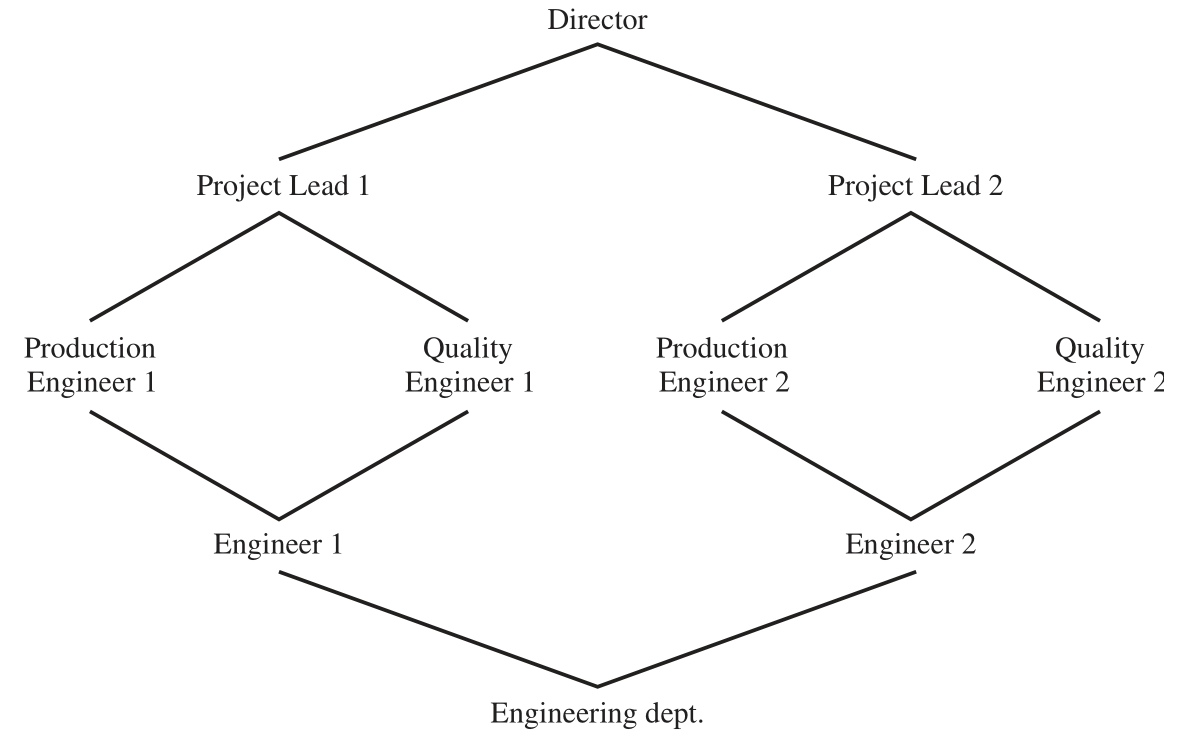 Director
Project Lead 1
Project Lead 2
Production
Engineer 1
Quality
Engineer 1
Production
Engineer 2
Quality
Engineer 2
Engineer 1
Engineer 2
Engineering dept.